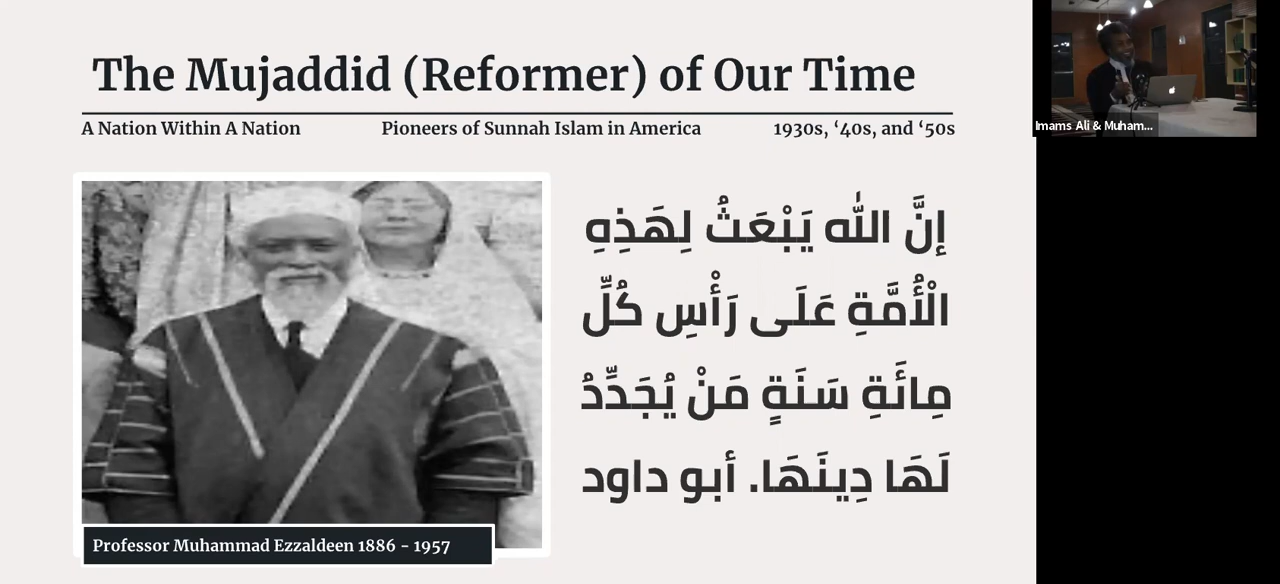 The Mujaddid (Reformer) of Our Time
A Nation Within A Nation
Pioneers of Sunnah Islam in America
1930s, ‘40s, and ‘50s
إنَّ اللّٰه يَبْعَثُ لِهَذِهِ
الْأُمَّةِ عَلَى رَأْسِ كُلِّ
مِائَةِ سَنَةٍ مَنْ يُجَدِّدُ
لَهَا دِينَهَا. أبو داود
Professor Muhammad Ezzaldeen 1886 - 1957
Imams Ali & Muham...